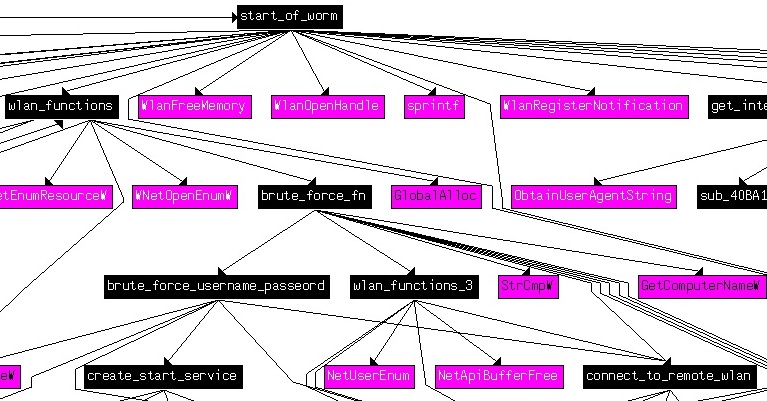 start_of_worm
wlan_functions
WlanFreeMemory
WlanOpenHandle
sprintf
WlanRegisterNotification
get_inte
etEnumResourceW
WNetOpenEnumW
brute_force_fn
GlobalAlloc
ObtainUserAgentString
sub_40BA1
brute_force_username_passeord
wlan_functions_3
StrCmpW
GetComputerNameW
eW
create_start_service
NetUserEnum
NetApiBufferFree
connect_to_remote_wlan